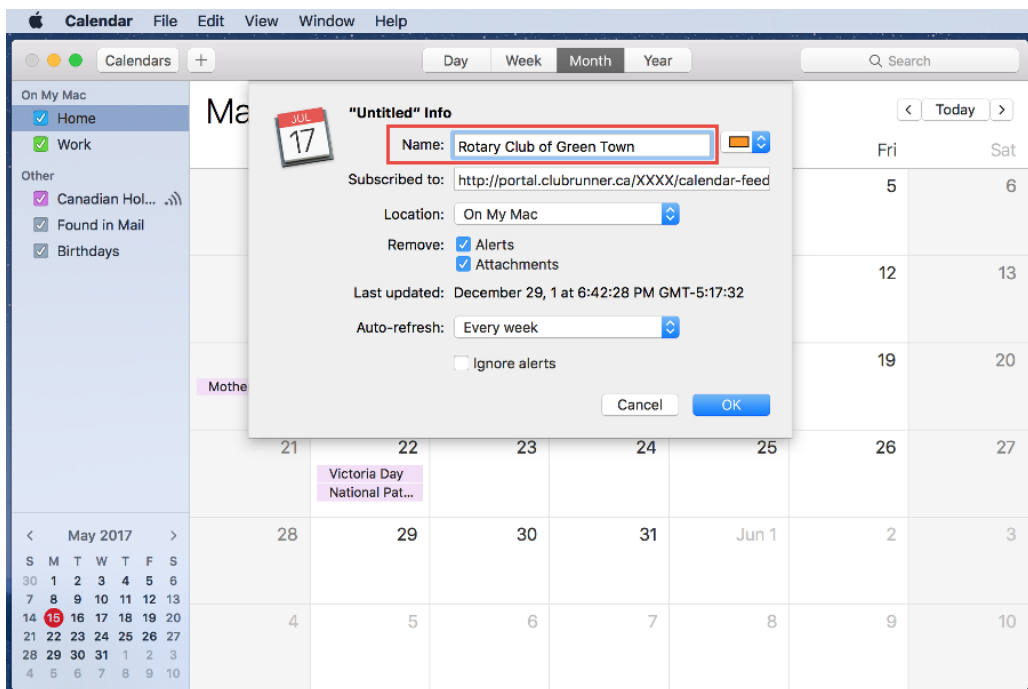 Calendar File Edit View Window Help
Calendars + Day Week Month Year Search
On My Mac
Home
Work
Other
Canadian Hol...
Found in Mail
Birthdays
Ma
< Today >
Fri Sat
JUL
17
"Untitled" Info
Name: Rotary Club of Green Town
Subscribed to: http://portal.clubrunner.ca/XXXX/calendar-feed
Location: On My Mac
Remove: Alerts
Attachments
Last updated: December 29, 1 at 6:42:28 PM GMT-5:17:32
Auto-refresh: Every week
Ignore alerts
Cancel OK
5 6
12 13
19 20
Mothe
21 22 23 24 25 26 27
Victoria Day
National Pat...
28 29 30 31 Jun 1 2 3
4 5 6 7 8 9 10
< May 2017 >
S M T W T F S
30 1 2 3 4 5 6
7 8 9 10 11 12 13
14 15 16 17 18 19 20
21 22 23 24 25 26 27
28 29 30 31 1 2 3
4 5 6 7 8 9 10